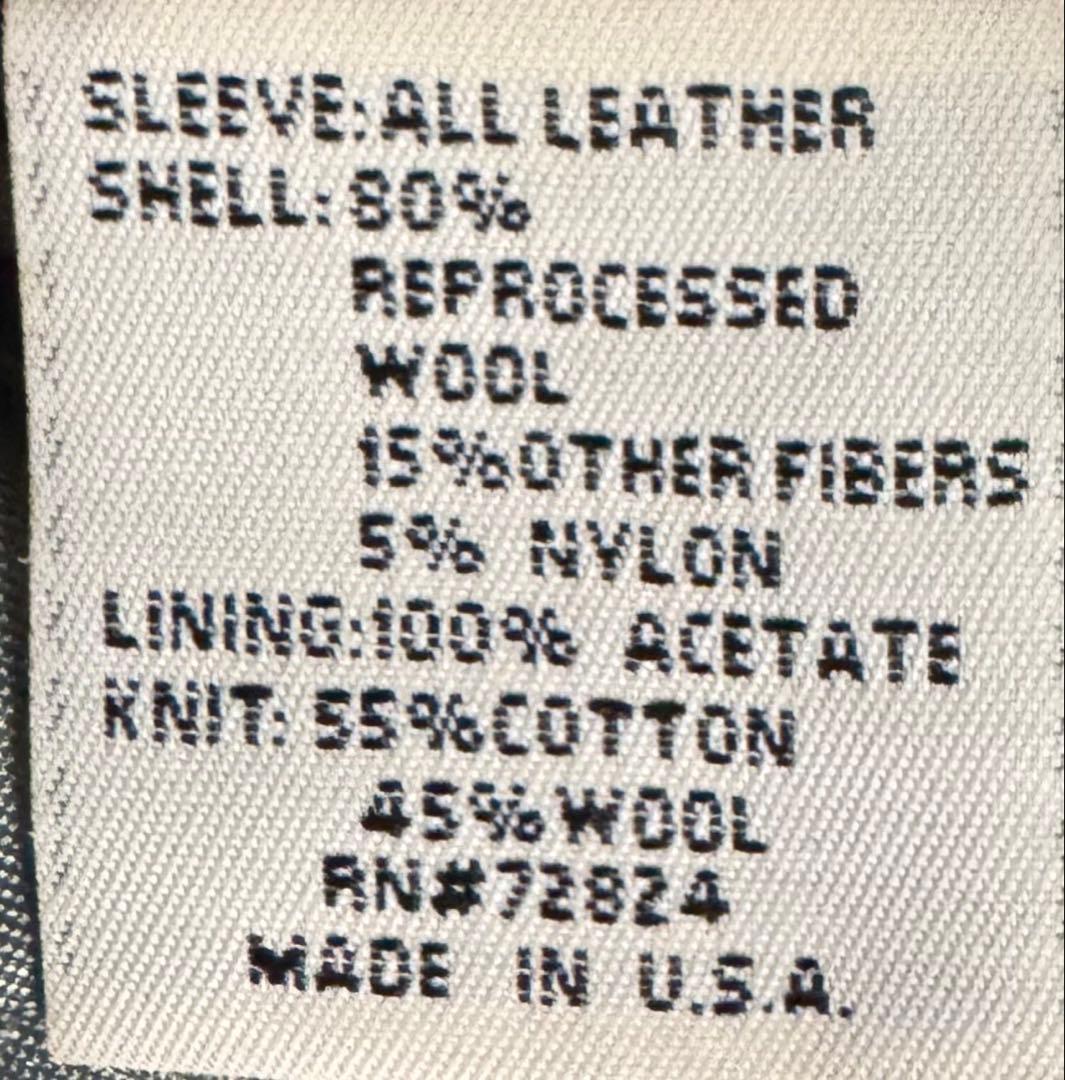 SLEEVE:ALL LEATHER
SHELL:80%
REPROCESSED
WOOL
15%OTHER FIBERS
5% NYLON
LINING:100% ACETATE
KNIT: 55%COTTON
45%WOOL
RN#72824
MADE IN U.S.A.